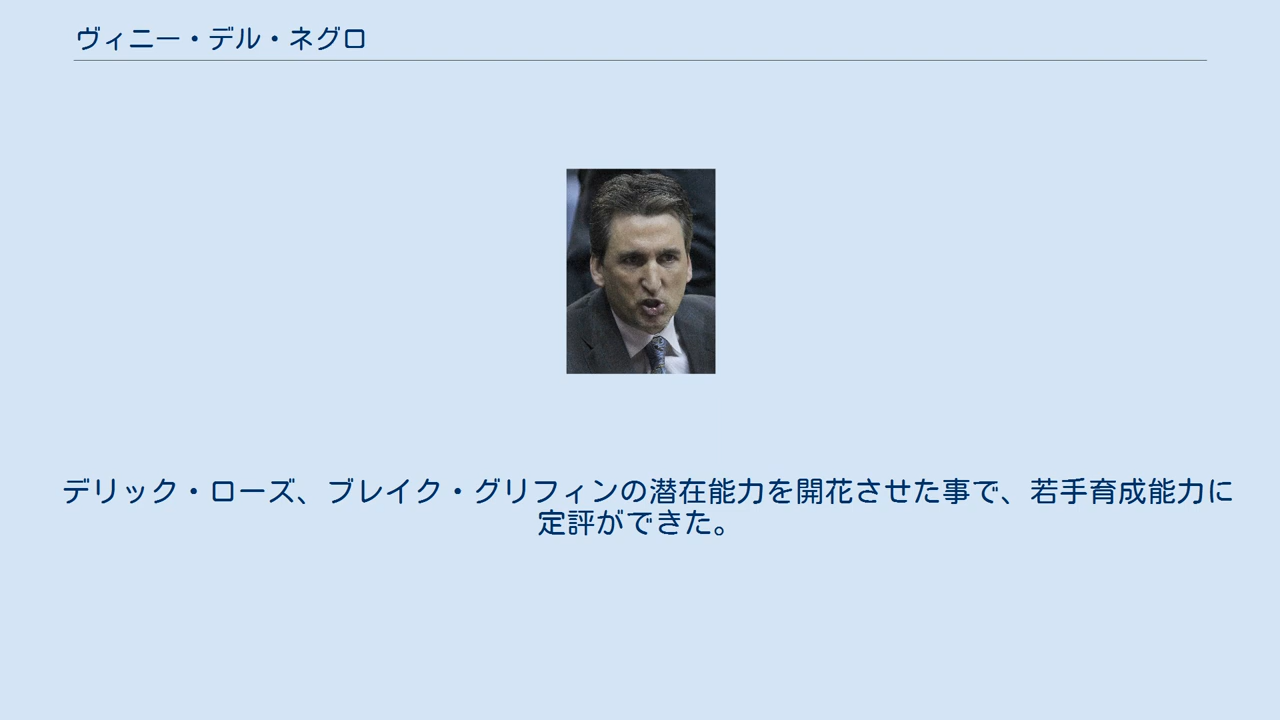 ヴィニー・デル・ネグロ
デリック・ローズ、ブレイク・グリフィンの潜在能力を開花させた事で、若手育成能力に
定評ができた。